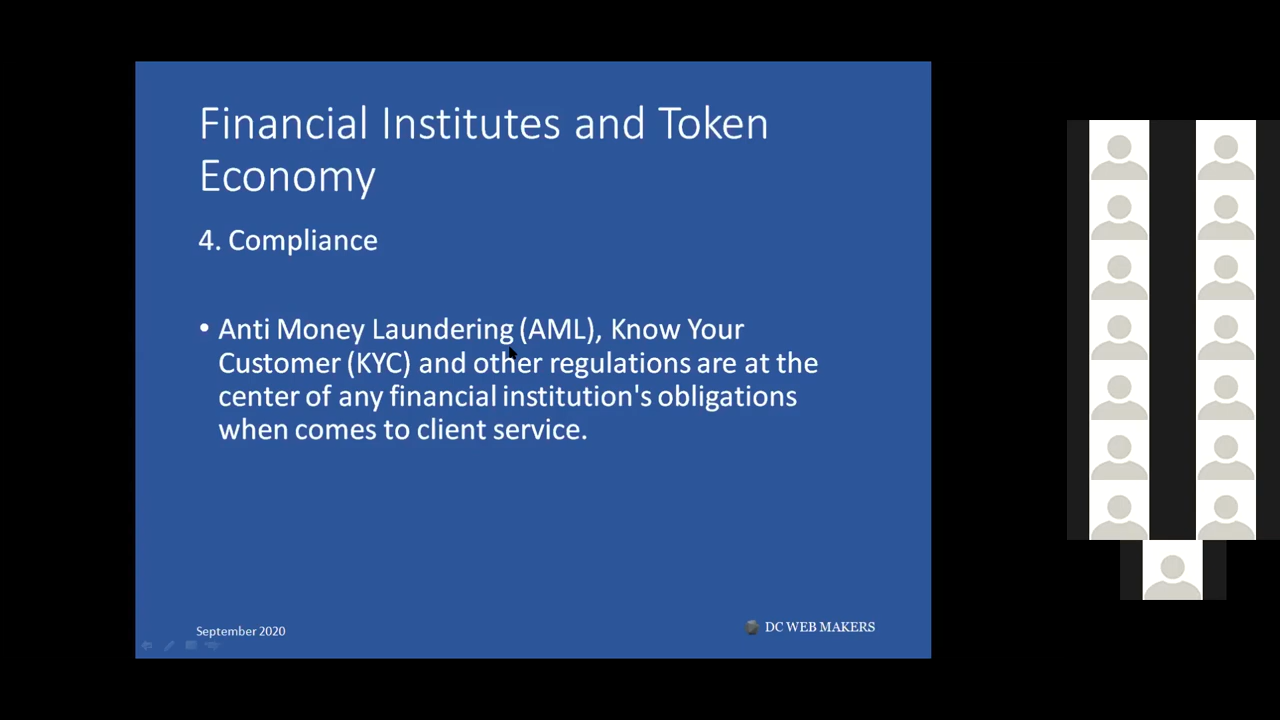 Financial Institutes and Token
Economy
4. Compliance
• Anti Money Laundering (AML), Know Your
Customer (KYC) and other regulations are at the
center of any financial institution's obligations
when comes to client service.
September 2020
DC WEB MAKERS